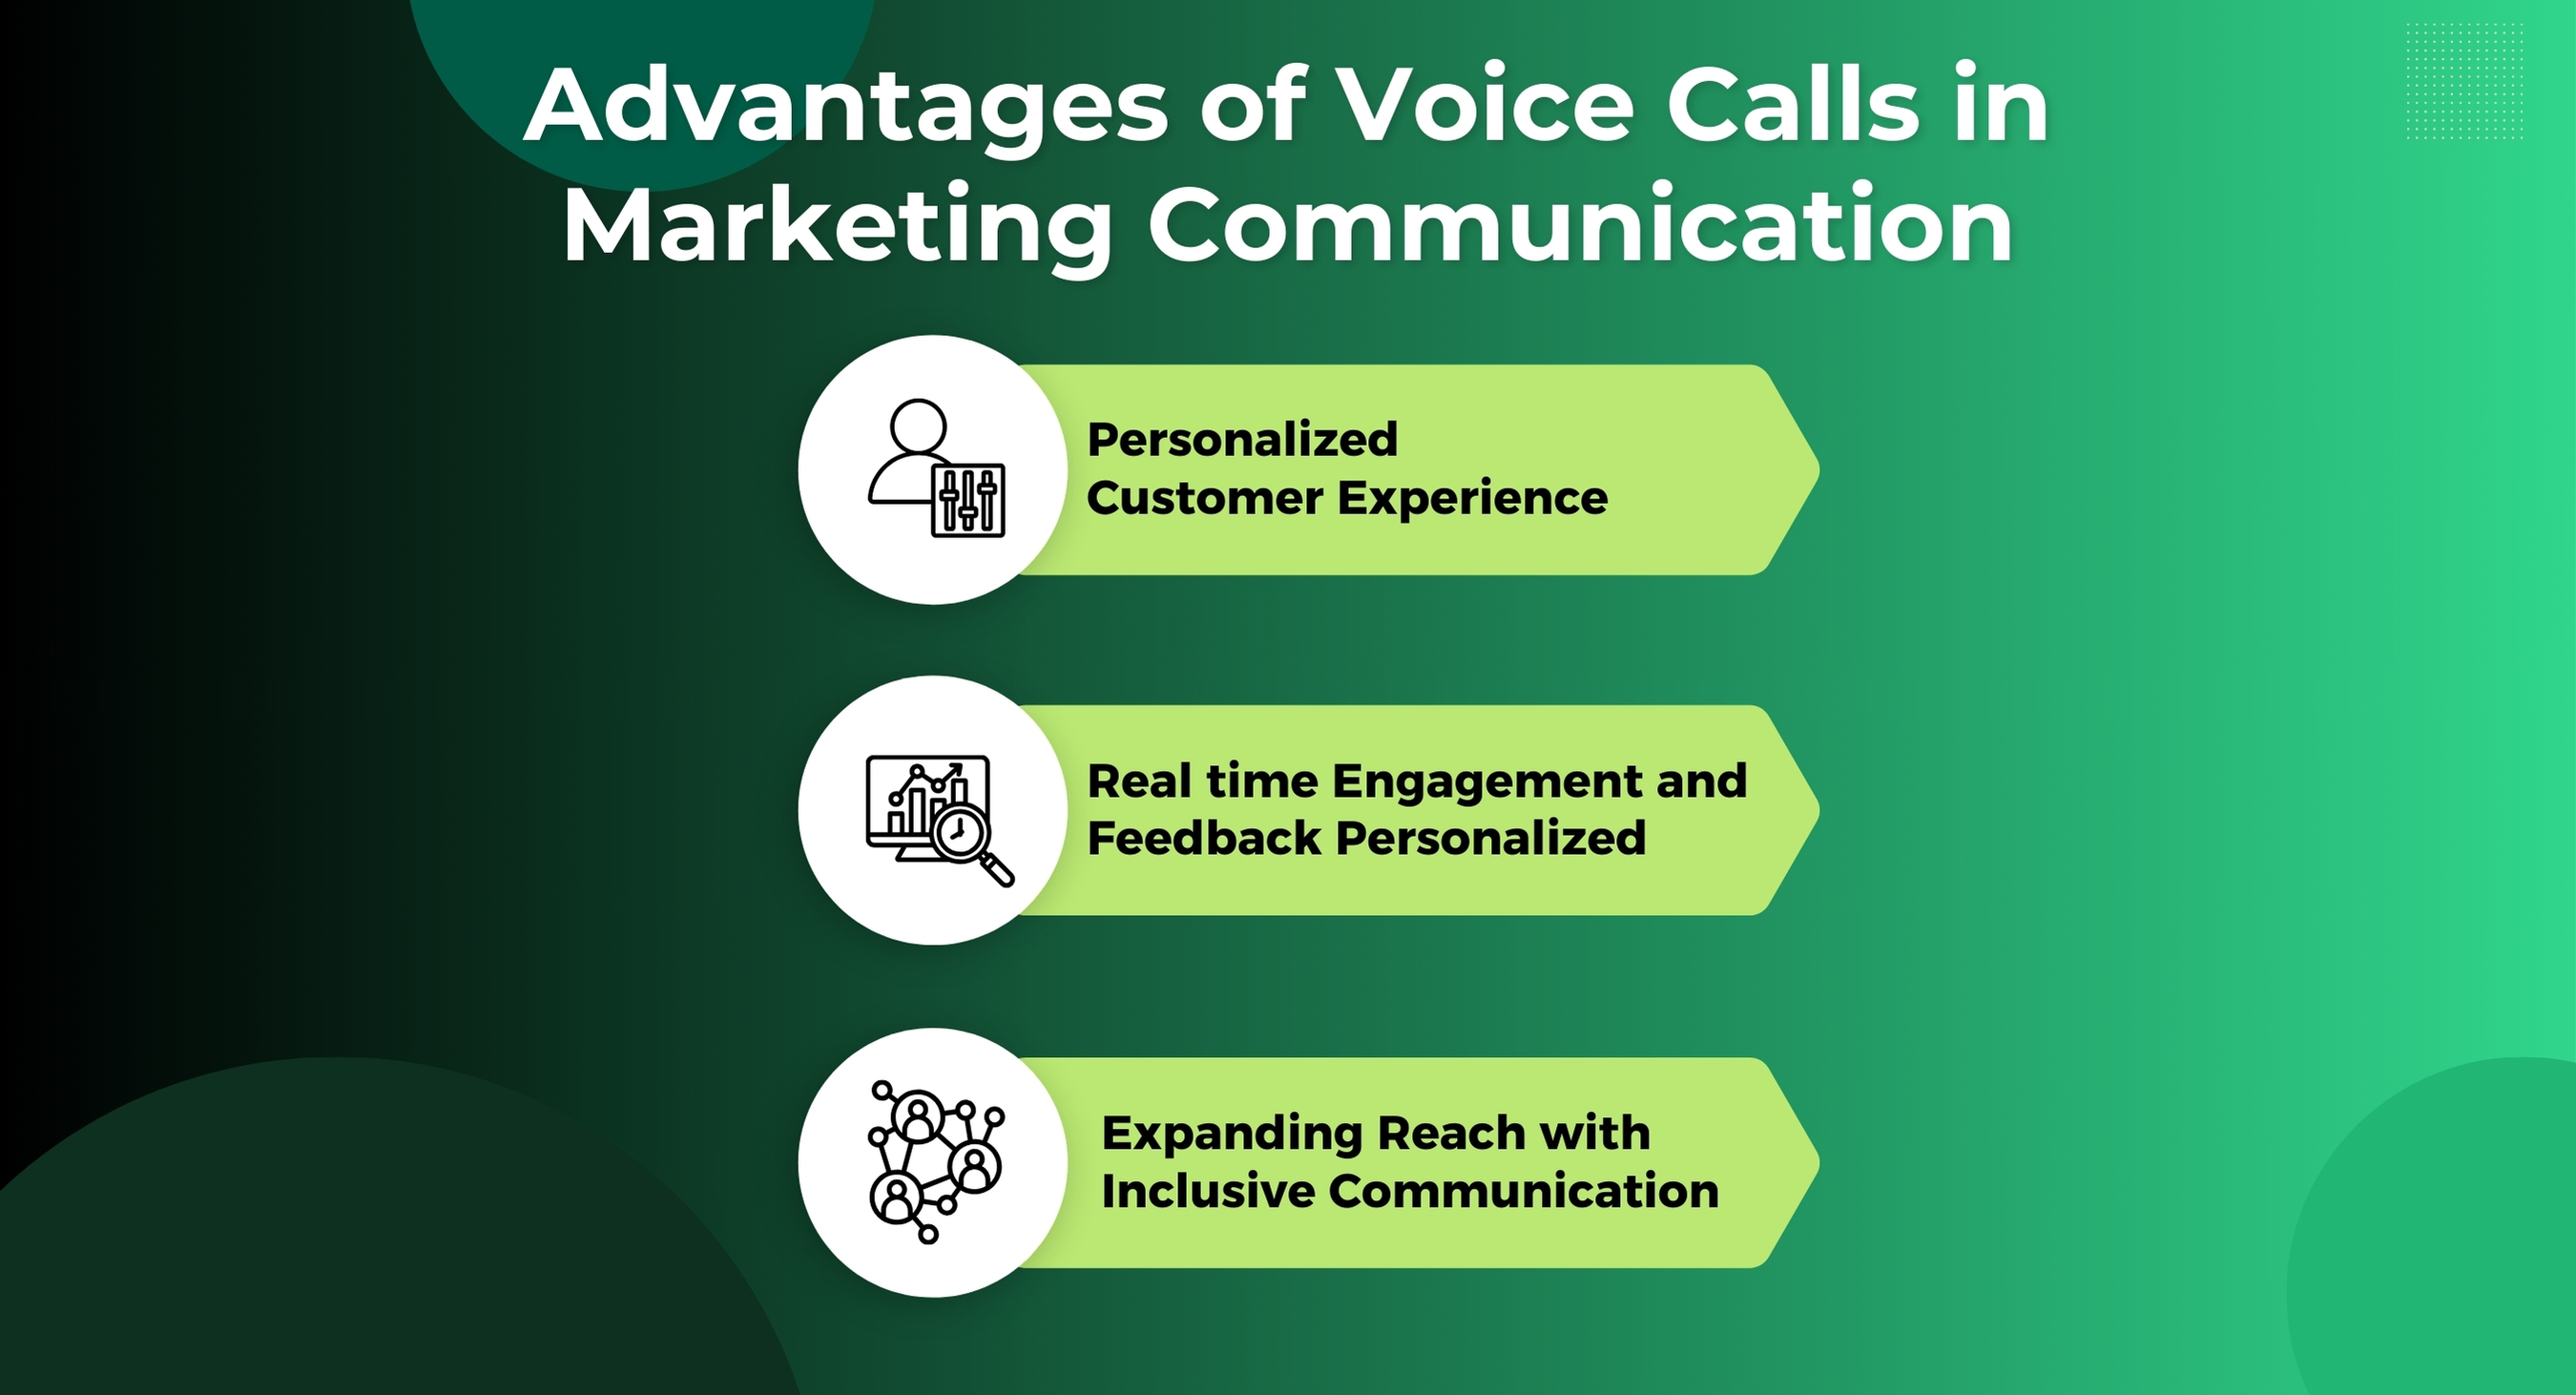 Advantages of Voice Calls in
Marketing Communication
Personalized
Customer Experience
Real time Engagement and
Feedback Personalized
Expanding Reach with
Inclusive Communication